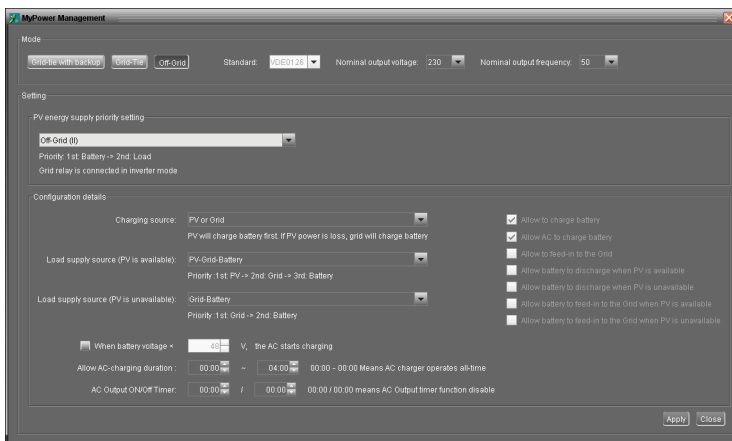 MyPower Management
Mode
Grid-tie with backup Grid-Tie Off-Grid Standard: VDE0126 Nominal output voltage: 230 Nominal output frequency: 50
Setting
PV energy supply priority setting
Off-Grid (II)
Priority: 1st: Battery -> 2nd: Load
Grid relay is connected in inverter mode
Configuration details
Charging source: PV or Grid
PV will charge battery first. If PV power is loss, grid will charge battery
Load supply source (PV is available): PV-Grid-Battery
Priority :1st: PV -> 2nd: Grid -> 3rd: Battery
Load supply source (PV is unavailable): Grid-Battery
Priority :1st: Grid -> 2nd: Battery
Allow to charge battery
Allow AC to charge battery
Allow to feed-in to the Grid
Allow battery to discharge when PV is available
Allow battery to discharge when PV is unavailable
Allow battery to feed-in to the Grid when PV is available
Allow battery to feed-in to the Grid when PV is unavailable
When battery voltage < 48 V, the AC starts charging
Allow AC-charging duration : 00:00 ~ 04:00 00:00 - 00:00 Means AC charger operates all-time
AC Output ON/Off Timer: 00:00 / 00:00 00:00 / 00:00 means AC Output timer function disable
Apply Close